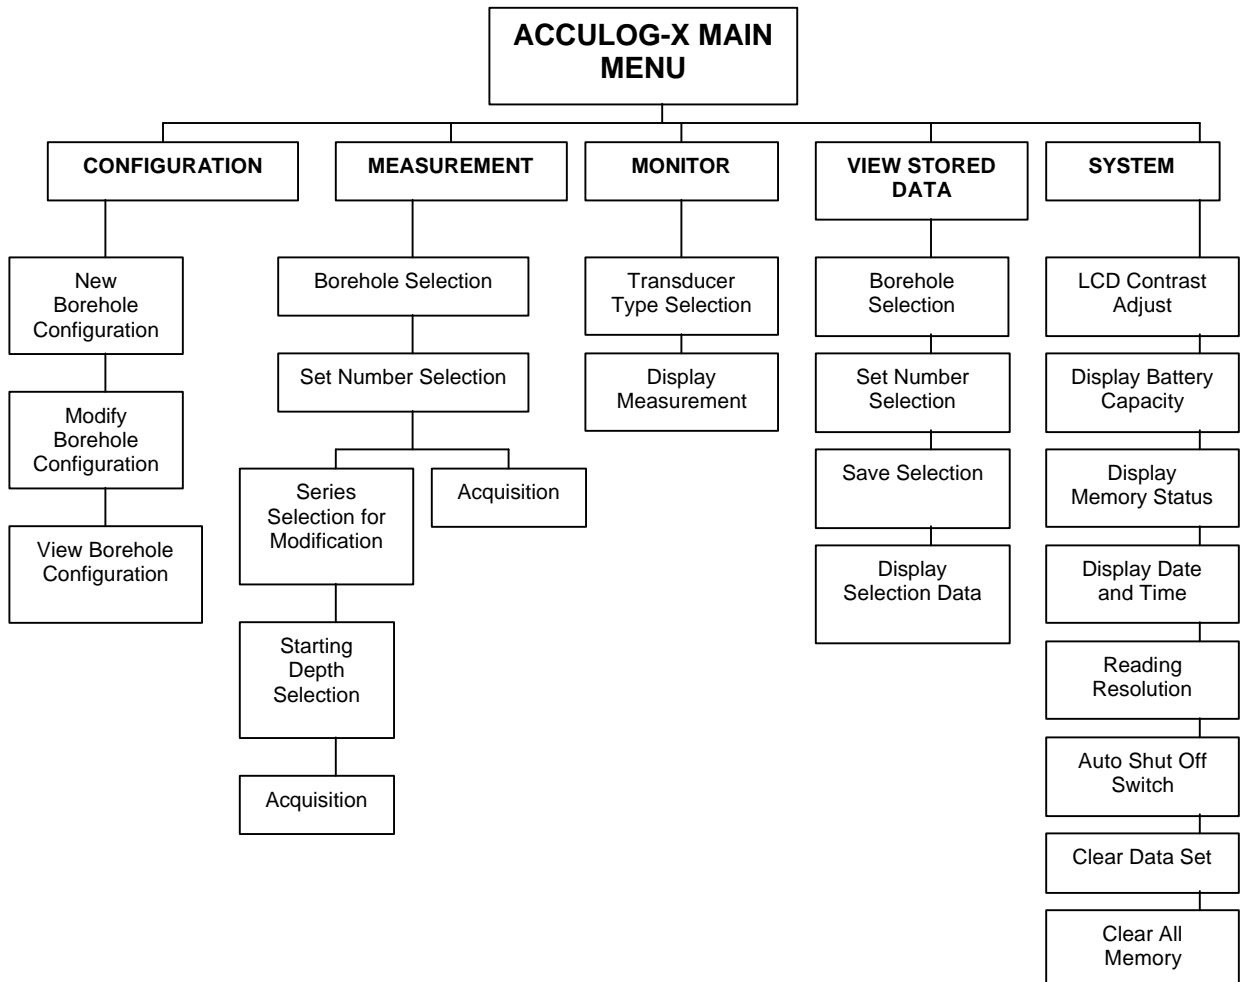 ACCULOG-X MAIN
MENU
CONFIGURATION
MEASUREMENT
MONITOR
VIEW STORED
DATA
SYSTEM
New
Borehole
Configuration
Modify
Borehole
Configuration
View Borehole
Configuration
Borehole Selection
Set Number Selection
Series
Selection for
Modification
Acquisition
Starting
Depth
Selection
Acquisition
Transducer
Type Selection
Display
Measurement
Borehole
Selection
Set Number
Selection
Save Selection
Display
Selection Data
LCD Contrast
Adjust
Display Battery
Capacity
Display
Memory Status
Display Date
and Time
Reading
Resolution
Auto Shut Off
Switch
Clear Data Set
Clear All
Memory